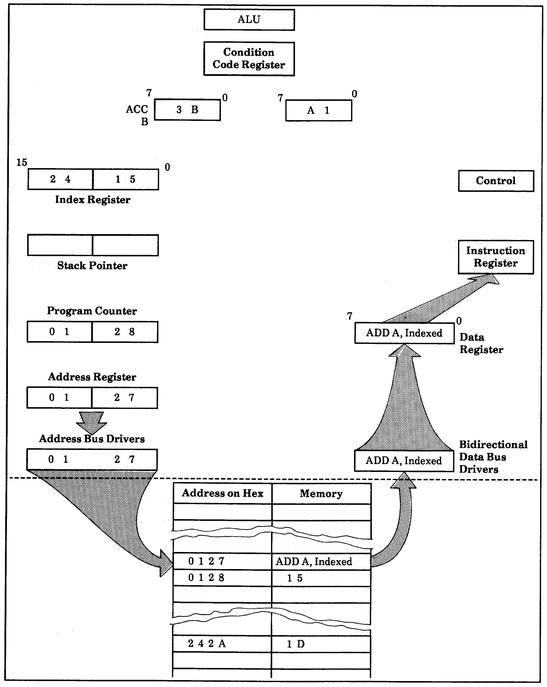 ALU
Condition
Code Register
7 0 7 0
ACC
B
3 B
A 1
15 0
2 4 1 5
Index Register
Control
Stack Pointer
Instruction
Register
Program Counter
0 1 2 8
7 0
ADD A, Indexed
Data
Register
Address Register
0 1 2 7
Address Bus Drivers
0 1 2 7
ADD A, Indexed
Bidirectional
Data Bus
Drivers
Address on Hex Memory
0 1 2 7 ADD A, Indexed
0 1 2 8 1 5
2 4 2 A 1 D